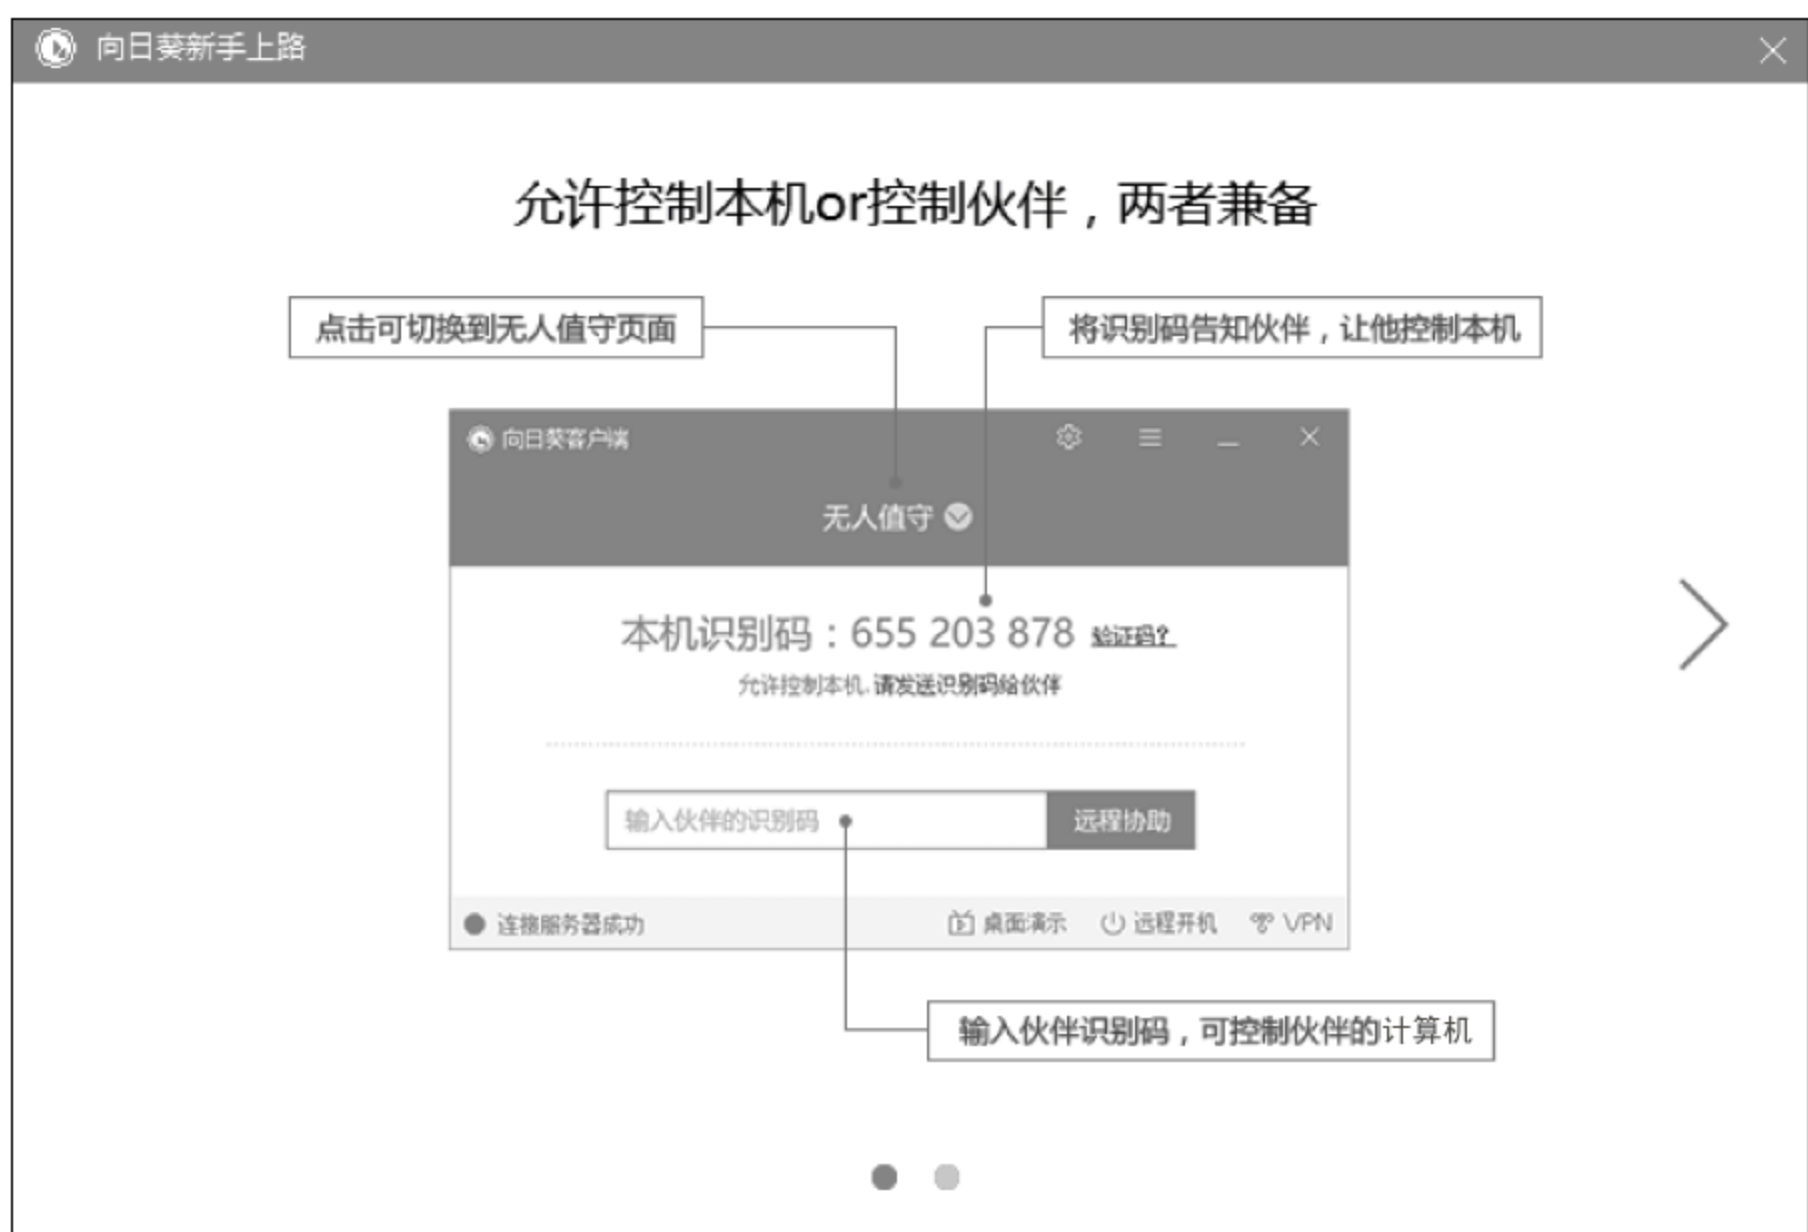 向日葵新手上路
允许控制本机or控制伙伴，两者兼备
点击可切换到无人值守页面
将识别码告知伙伴，让他控制本机
向日葵客户端
无人值守
本机识别码：655 203 878 验证码?
允许控制本机,请发送识别码给伙伴
输入伙伴的识别码
远程协助
连接服务器成功
桌面演示
远程开机
VPN
输入伙伴识别码，可控制伙伴的计算机